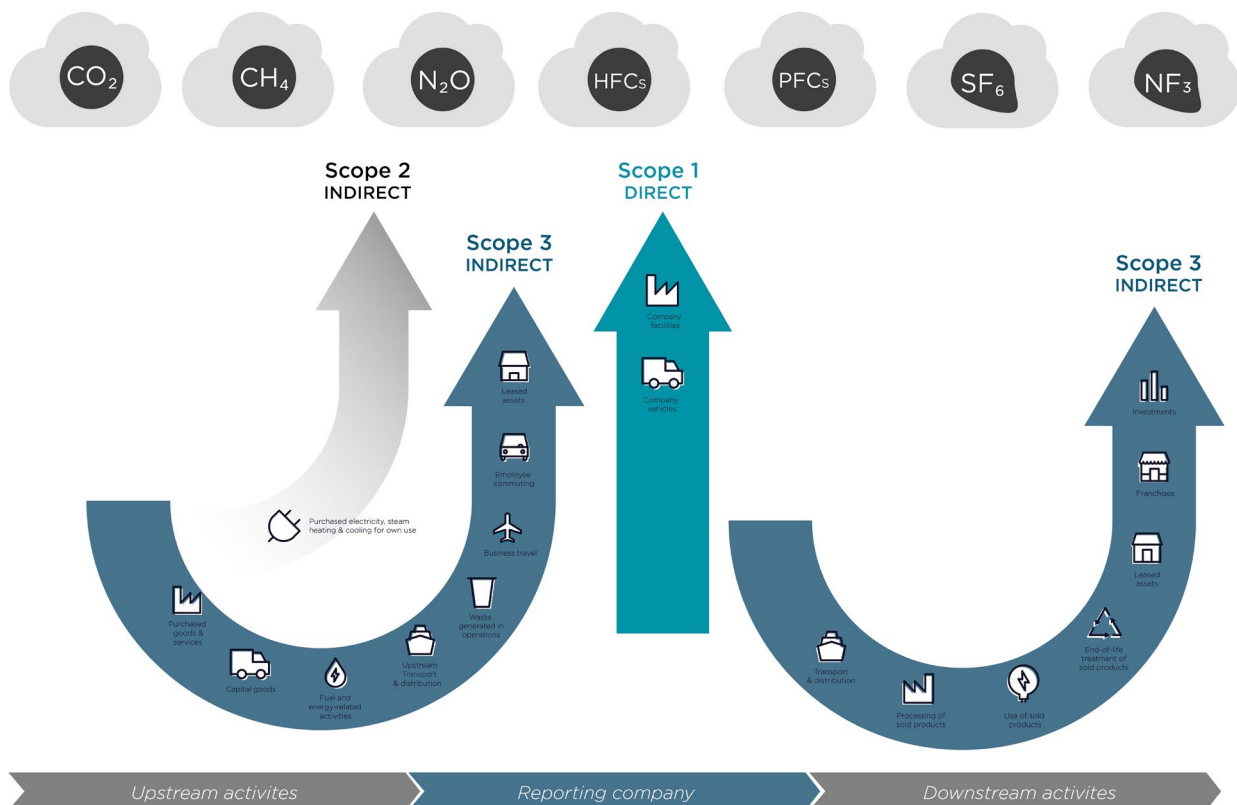 CO₂
CH₄
N₂O
HFCs
PFCs
SF₆
NF₃
Scope 2
INDIRECT
Scope 3
INDIRECT
Scope 1
DIRECT
Scope 3
INDIRECT
Purchased electricity, steam
heating & cooling for own use
Purchased
goods &
services
Capital goods
Fuel and
energy-related
activities
Upstream
Transport
& distribution
Waste
generated in
operations
Business travel
Employee
commuting
Leased
assets
Company
facilities
Company
vehicles
Transport
& distribution
Processing of
sold products
Use of sold
products
End-of-life
treatment of
sold products
Leased
assets
Franchises
Investments
Upstream activites
Reporting company
Downstream activites